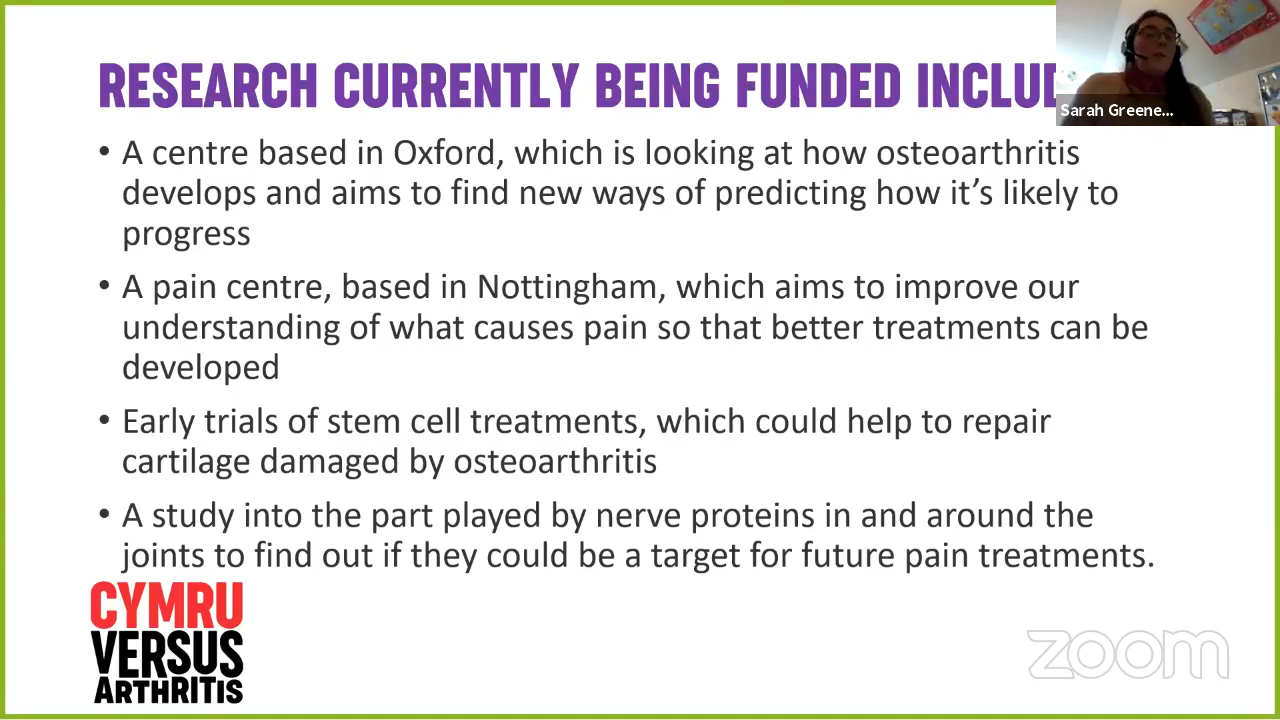 RESEARCH CURRENTLY BEING FUNDED INCLUD
Sarah Greene...
• A centre based in Oxford, which is looking at how osteoarthritis
develops and aims to find new ways of predicting how it's likely to
progress
• A pain centre, based in Nottingham, which aims to improve our
understanding of what causes pain so that better treatments can be
developed
• Early trials of stem cell treatments, which could help to repair
cartilage damaged by osteoarthritis
• A study into the part played by nerve proteins in and around the
joints to find out if they could be a target for future pain treatments.
CYMRU
VERSUS
ARTHRITIS
zoom